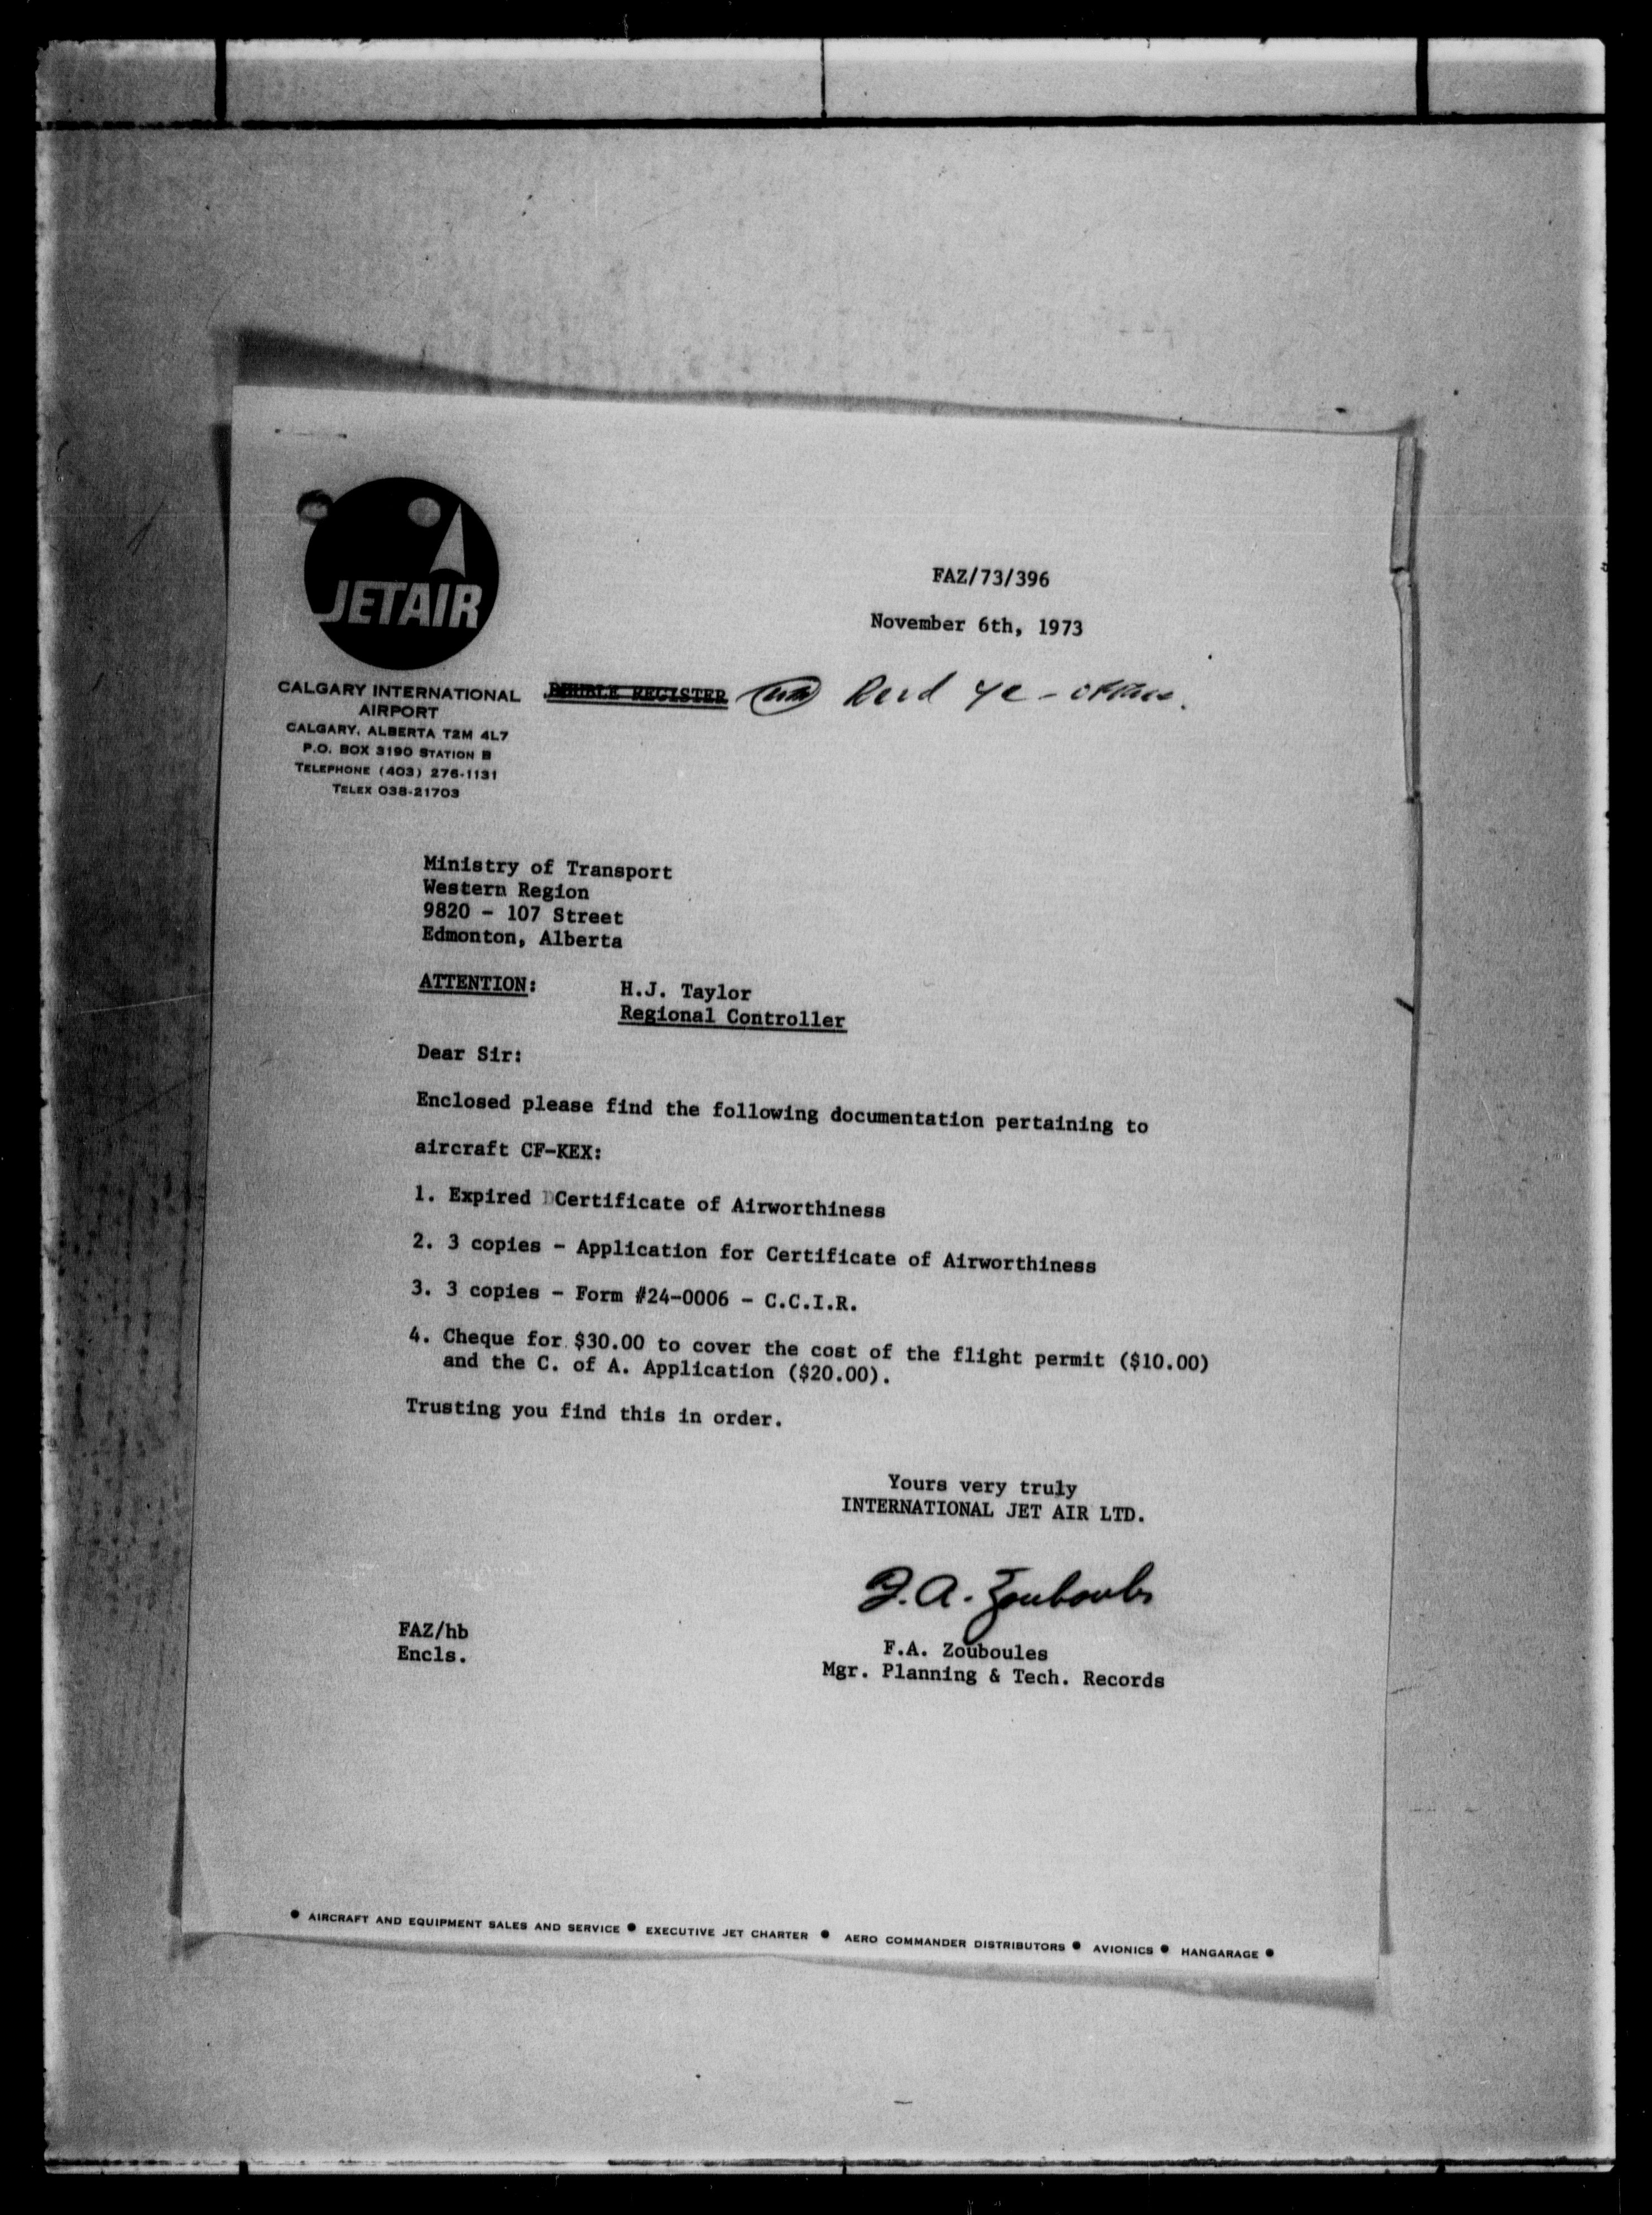 JETAIR
FAZ/73/396
November 6th, 1973
CALGARY INTERNATIONAL
AIRPORT
CALGARY, ALBERTA T2M 4L7
P.O. BOX 3190 STATION B
TELEPHONE (403) 276-1131
TELEX 038-21703
DOUBLE REGISTER
Ministry of Transport
Western Region
9820 - 107 Street
Edmonton, Alberta
ATTENTION: H.J. Taylor
Regional Controller
Dear Sir:
Enclosed please find the following documentation pertaining to
aircraft CF-KEX:
1. Expired Certificate of Airworthiness
2. 3 copies - Application for Certificate of Airworthiness
3. 3 copies - Form #24-0006 - C.C.I.R.
4. Cheque for $30.00 to cover the cost of the flight permit ($10.00)
and the C. of A. Application ($20.00).
Trusting you find this in order.
Yours very truly
INTERNATIONAL JET AIR LTD.
F.A. Zouboules
FAZ/hb
Encls.
F.A. Zouboules
Mgr. Planning & Tech. Records
• AIRCRAFT AND EQUIPMENT SALES AND SERVICE • EXECUTIVE JET CHARTER • AERO COMMANDER DISTRIBUTORS • AVIONICS • HANGARAGE •